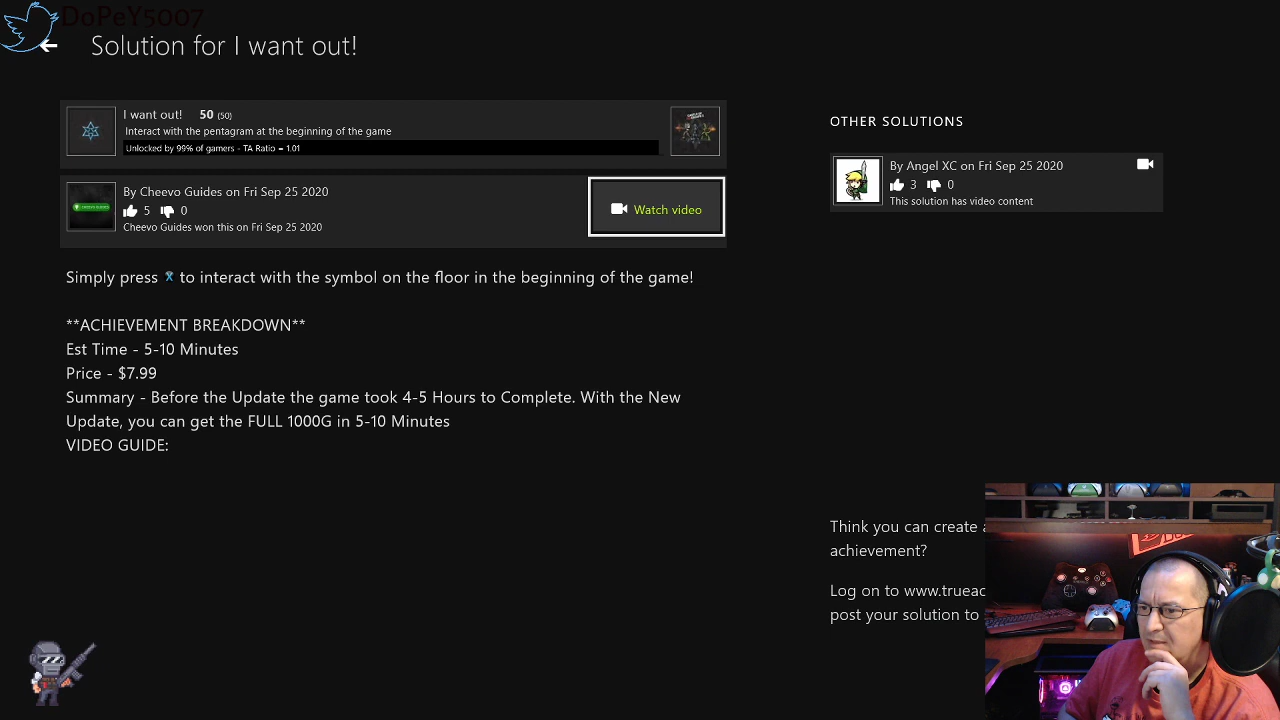 DoPeY5007
Solution for I want out!
I want out! 50 (50)
Interact with the pentagram at the beginning of the game
Unlocked by 99% of gamers - TA Ratio = 1.01
By Cheevo Guides on Fri Sep 25 2020
5 0
Cheevo Guides won this on Fri Sep 25 2020
Watch video
Simply press X to interact with the symbol on the floor in the beginning of the game!
**ACHIEVEMENT BREAKDOWN**
Est Time - 5-10 Minutes
Price - $7.99
Summary - Before the Update the game took 4-5 Hours to Complete. With the New
Update, you can get the FULL 1000G in 5-10 Minutes
VIDEO GUIDE:
OTHER SOLUTIONS
By Angel XC on Fri Sep 25 2020
3 0
This solution has video content
Think you can create a
achievement?
Log on to www.trueac
post your solution to